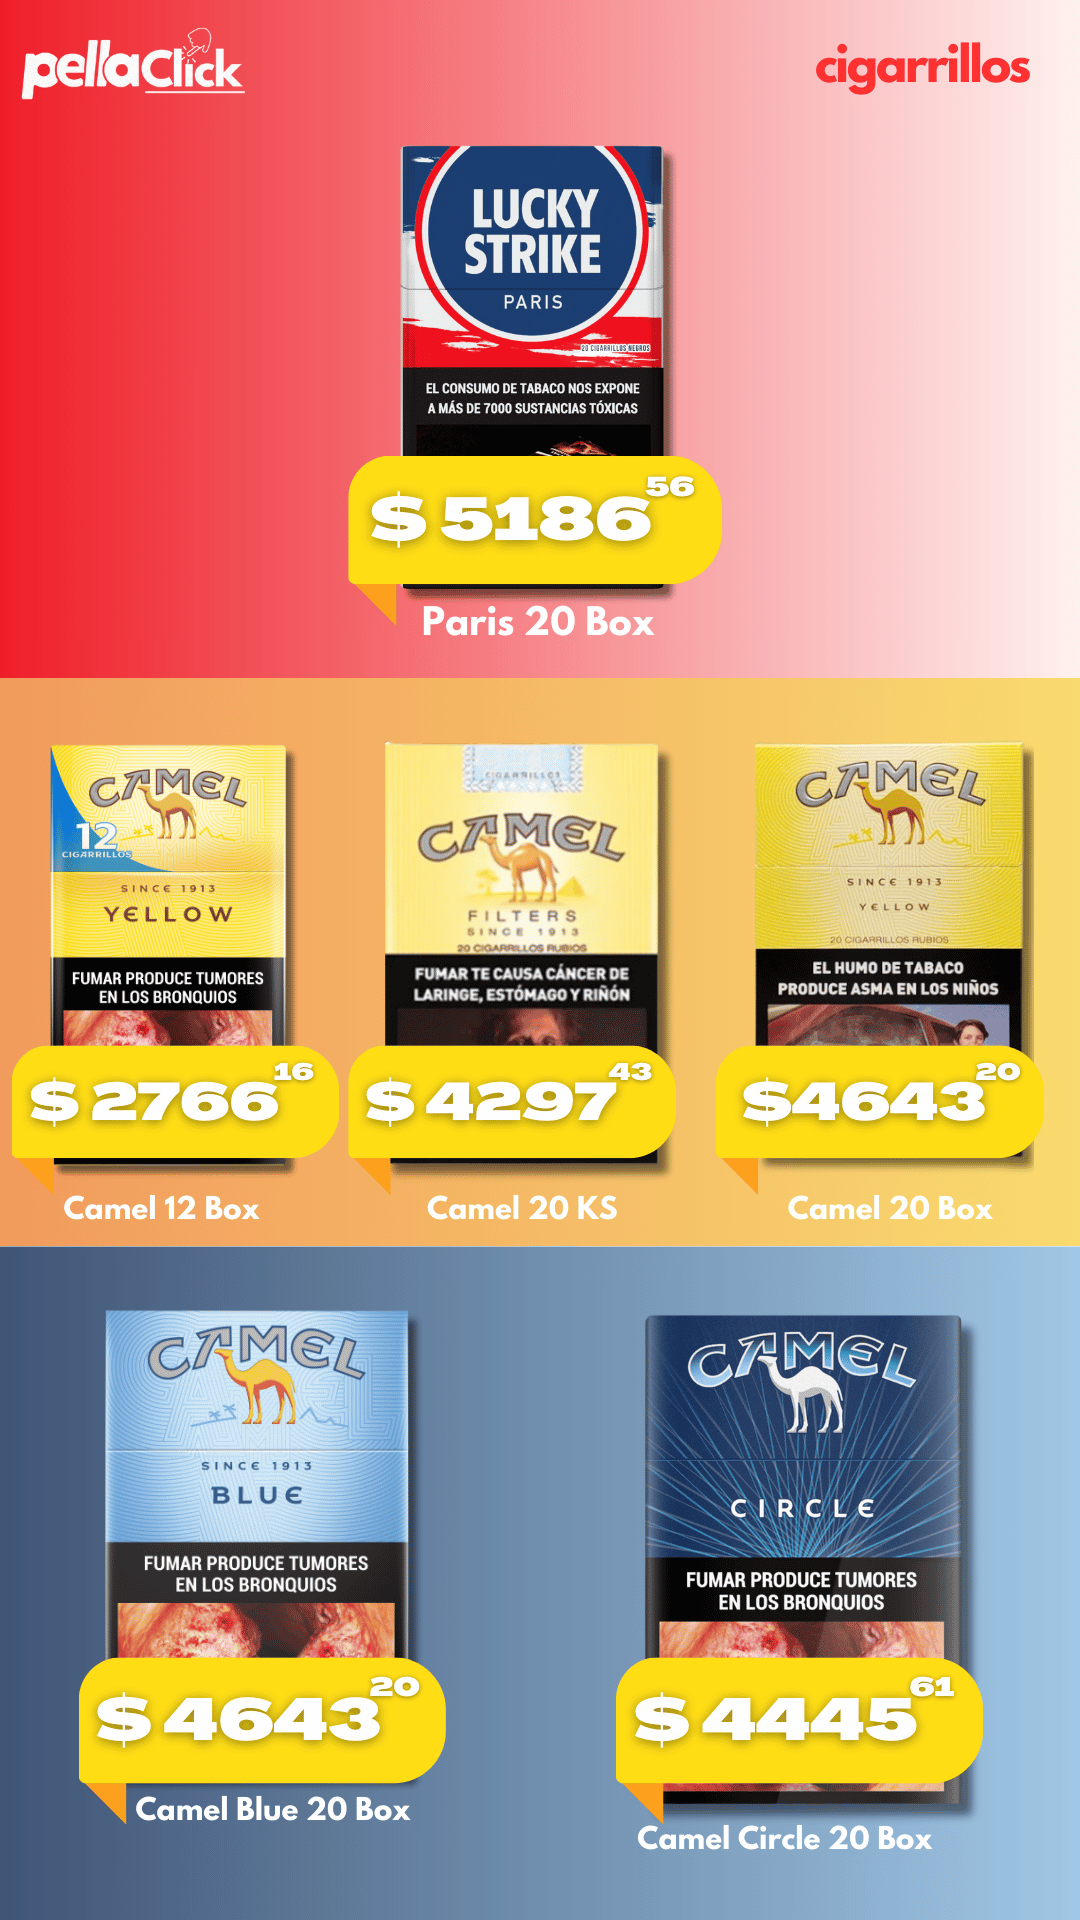 pellaClick
cigarrillos
LUCKY
STRIKE
PARIS
20 CIGARRILLOS NEGROS
EL CONSUMO DE TABACO NOS EXPONE
A MÁS DE 7000 SUSTANCIAS TÓXICAS
$ 5186 56
Paris 20 Box
CAMEL
12
CIGARRILLOS
SINCE 1913
YELLOW
FUMAR PRODUCE TUMORES
EN LOS BRONQUIOS
$ 2766 16
Camel 12 Box
CIGARRILLOS
CAMEL
FILTERS
SINCE 1913
20 CIGARRILLOS RUBIOS
FUMAR TE CAUSA CÁNCER DE
LARINGE, ESTÓMAGO Y RIÑÓN
$ 4297 43
Camel 20 KS
CAMEL
SINCE 1913
YELLOW
20 CIGARRILLOS RUBIOS
EL HUMO DE TABACO
PRODUCE ASMA EN LOS NIÑOS
$4643 20
Camel 20 Box
CAMEL
SINCE 1913
BLUE
FUMAR PRODUCE TUMORES
EN LOS BRONQUIOS
$ 4643 20
Camel Blue 20 Box
CAMEL
CIRCLE
FUMAR PRODUCE TUMORES
EN LOS BRONQUIOS
$ 4445 61
Camel Circle 20 Box